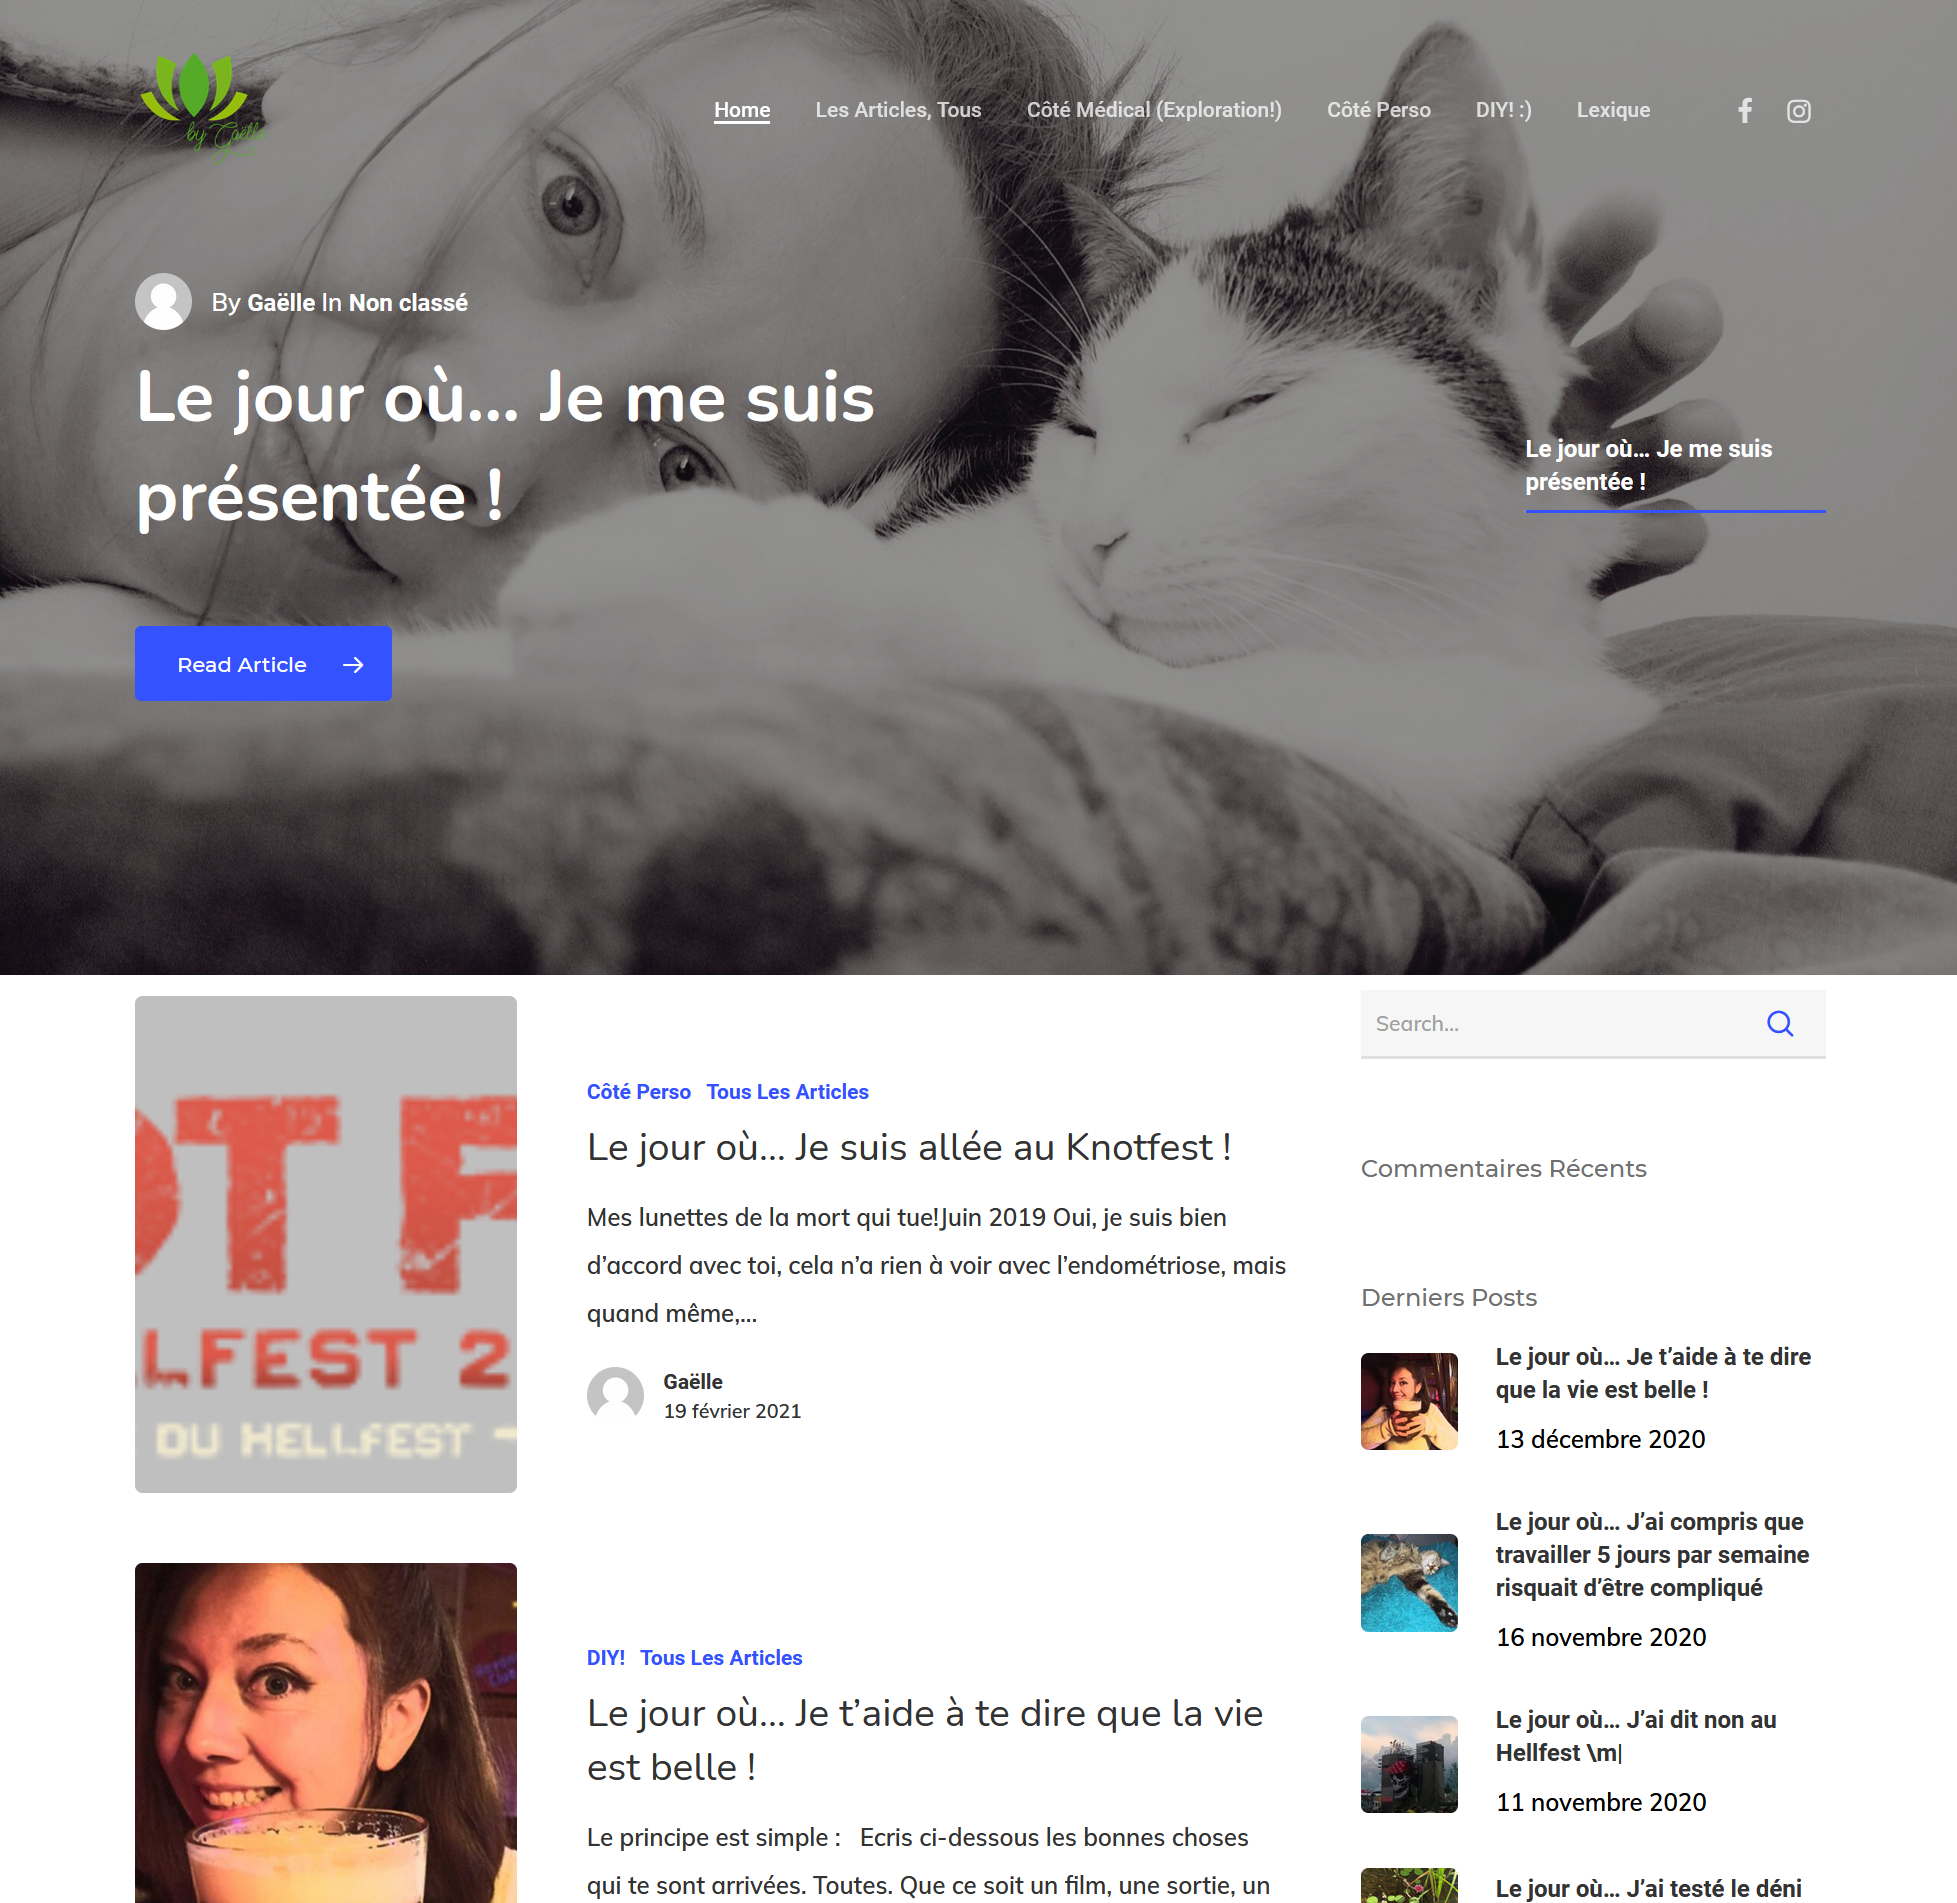 by Gaëlle
Home
Les Articles, Tous
Côté Médical (Exploration!)
Côté Perso
DIY! :)
Lexique
By Gaëlle In Non classé
Le jour où… Je me suis
présentée !
Read Article
Le jour où… Je me suis
présentée !
OT F
LFEST 2
DU HELLFEST -
Côté Perso Tous Les Articles
Le jour où… Je suis allée au Knotfest !
Mes lunettes de la mort qui tue!Juin 2019 Oui, je suis bien
d’accord avec toi, cela n’a rien à voir avec l’endométriose, mais
quand même,…
Gaëlle
19 février 2021
DIY! Tous Les Articles
Le jour où… Je t’aide à te dire que la vie
est belle !
Le principe est simple : Ecris ci-dessous les bonnes choses
qui te sont arrivées. Toutes. Que ce soit un film, une sortie, un
Search...
Commentaires Récents
Derniers Posts
Le jour où… Je t’aide à te dire
que la vie est belle !
13 décembre 2020
Le jour où… J’ai compris que
travailler 5 jours par semaine
risquait d’être compliqué
16 novembre 2020
Le jour où… J’ai dit non au
Hellfest \m|
11 novembre 2020
Le jour où… J’ai testé le déni